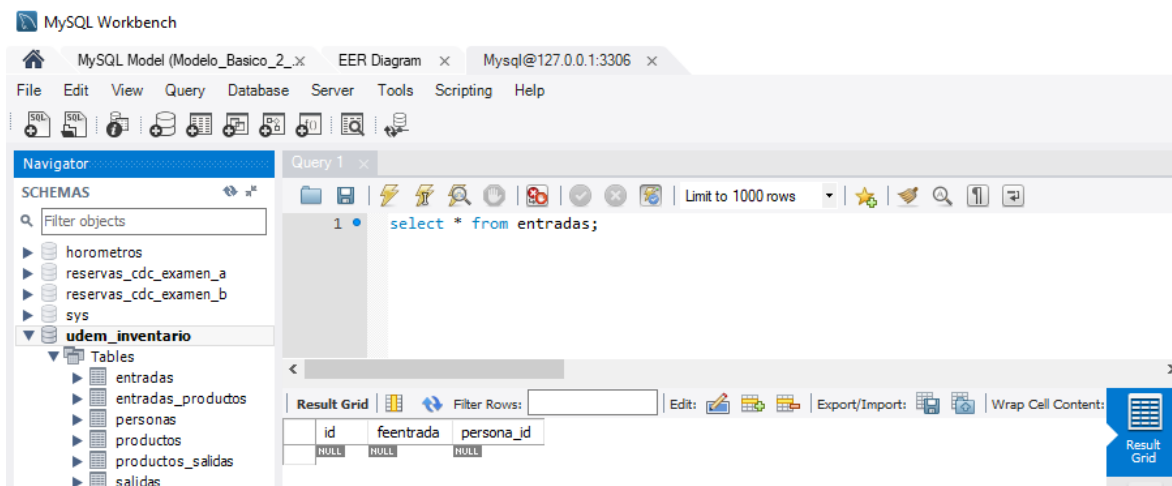 MySQL Workbench
MySQL Model (Modelo_Basico_2_.x EER Diagram x Mysql@127.0.0.1:3306 x
File Edit View Query Database Server Tools Scripting Help
Navigator
SCHEMAS
Filter objects
horometros
reservas_cdc_examen_a
reservas_cdc_examen_b
sys
udem_inventario
Tables
entradas
entradas_productos
personas
productos
productos_salidas
salidas
Query 1 x
Limit to 1000 rows
1 select * from entradas;
Result Grid Filter Rows: Edit: Export/Import: Wrap Cell Content:
id feentrada persona_id
NULL NULL NULL
Result
Grid